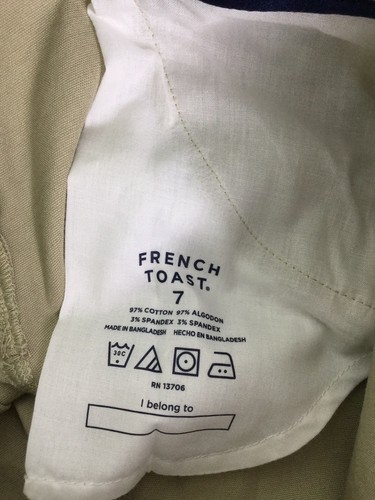 FRENCH
TOAST®
7
97% COTTON 97% ALGODON
3% SPANDEX 3% SPANDEX
MADE IN BANGLADESH HECHO EN BANGLADESH
30C
RN 13706
I belong to